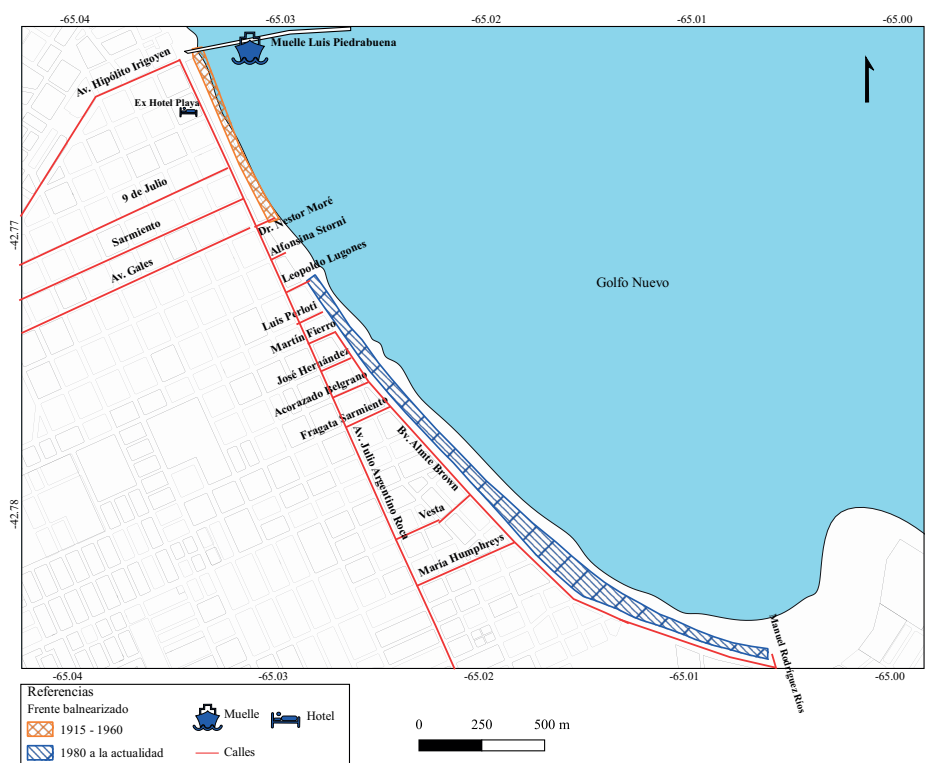 -65.04
-65.03
-65.02
-65.01
-65.00
Muelle Luis Piedrabuena
Av. Hipólito Irigoyen
Ex Hotel Playa
9 de Julio
Sarmiento
Av. Gales
Dr. Nestor Moré
Alfonsina Storni
Leopoldo Lugones
Luis Perloti
Martín Fierro
José Hernández
Acorazado Belgrano
Fragata Sarmiento
Av. Julio Argentino Roca
Bv. Almte Brown
Vesta
María Humphreys
Manuel Rodríguez Ríos
Golfo Nuevo
-42.77
-42.78
-65.04
-65.03
-65.02
-65.01
-65.00
Referencias
Frente balnearizado
1915 - 1960
1980 a la actualidad
Muelle
Hotel
Calles
0 250 500 m